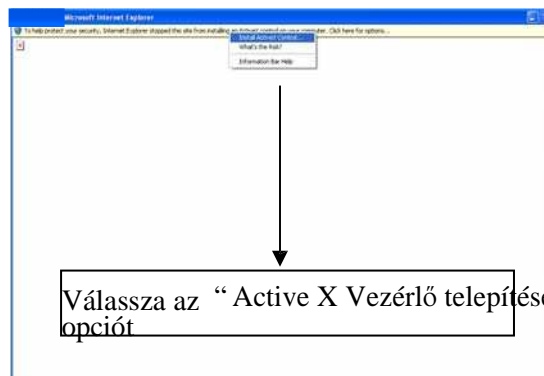 Microsoft Internet Explorer
To help protect your security, Internet Explorer stopped the site from installing an ActiveX control on your computer. Click here for options...
Install ActiveX Control...
What's the Risk?
Information Bar Help
Válassza az “ Active X Vezérlő telepítése
opciót